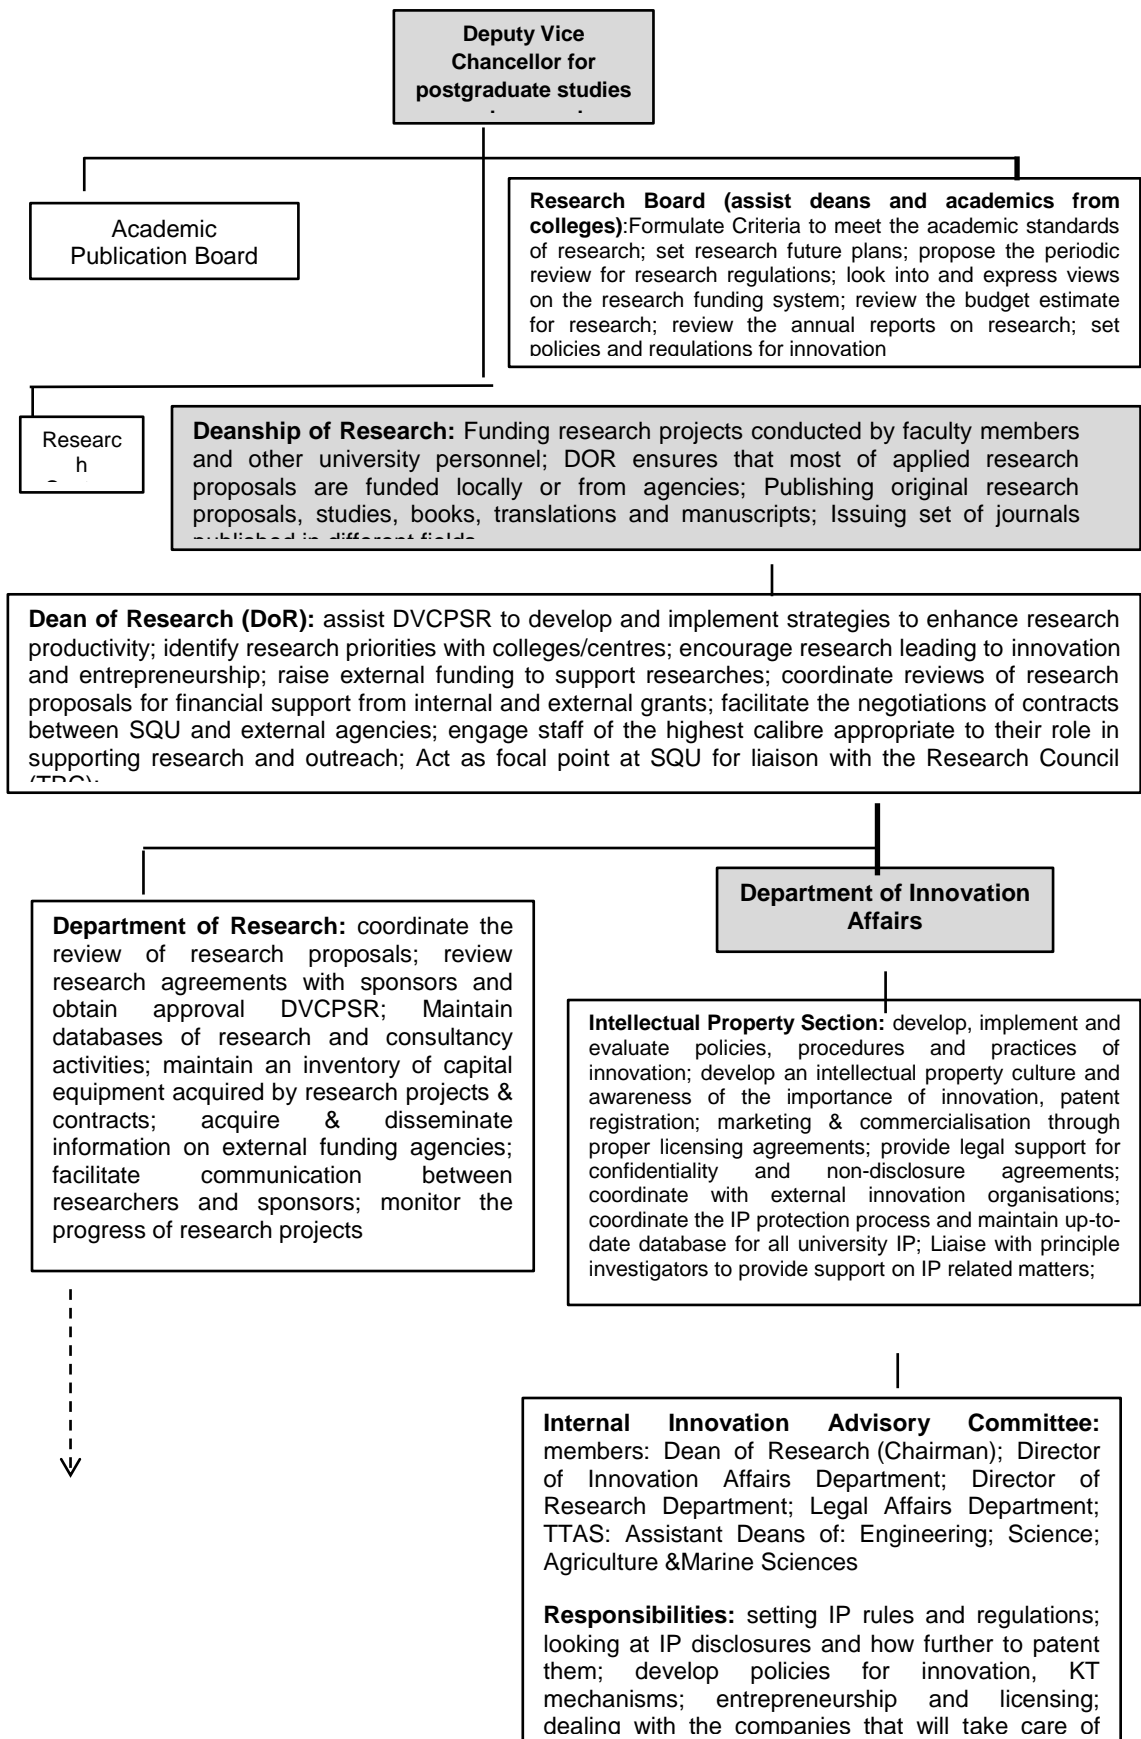 Deputy Vice
Chancellor for
postgraduate studies
Academic
Publication Board
Research Board (assist deans and academics from
colleges):Formulate Criteria to meet the academic standards
of research; set research future plans; propose the periodic
review for research regulations; look into and express views
on the research funding system; review the budget estimate
for research; review the annual reports on research; set
policies and regulations for innovation
Researc
h
Deanship of Research: Funding research projects conducted by faculty members
and other university personnel; DOR ensures that most of applied research
proposals are funded locally or from agencies; Publishing original research
proposals, studies, books, translations and manuscripts; Issuing set of journals
published in different fields
Dean of Research (DoR): assist DVCPSR to develop and implement strategies to enhance research
productivity; identify research priorities with colleges/centres; encourage research leading to innovation
and entrepreneurship; raise external funding to support researches; coordinate reviews of research
proposals for financial support from internal and external grants; facilitate the negotiations of contracts
between SQU and external agencies; engage staff of the highest calibre appropriate to their role in
supporting research and outreach; Act as focal point at SQU for liaison with the Research Council
(TRC);
Department of Research: coordinate the
review of research proposals; review
research agreements with sponsors and
obtain approval DVCPSR; Maintain
databases of research and consultancy
activities; maintain an inventory of capital
equipment acquired by research projects &
contracts; acquire & disseminate
information on external funding agencies;
facilitate communication between
researchers and sponsors; monitor the
progress of research projects
Department of Innovation
Affairs
Intellectual Property Section: develop, implement and
evaluate policies, procedures and practices of
innovation; develop an intellectual property culture and
awareness of the importance of innovation, patent
registration; marketing & commercialisation through
proper licensing agreements; provide legal support for
confidentiality and non-disclosure agreements;
coordinate with external innovation organisations;
coordinate the IP protection process and maintain up-to-
date database for all university IP; Liaise with principle
investigators to provide support on IP related matters;
Internal Innovation Advisory Committee:
members: Dean of Research (Chairman); Director
of Innovation Affairs Department; Director of
Research Department; Legal Affairs Department;
TTAS: Assistant Deans of: Engineering; Science;
Agriculture &Marine Sciences
Responsibilities: setting IP rules and regulations;
looking at IP disclosures and how further to patent
them; develop policies for innovation, KT
mechanisms; entrepreneurship and licensing;
dealing with the companies that will take care of